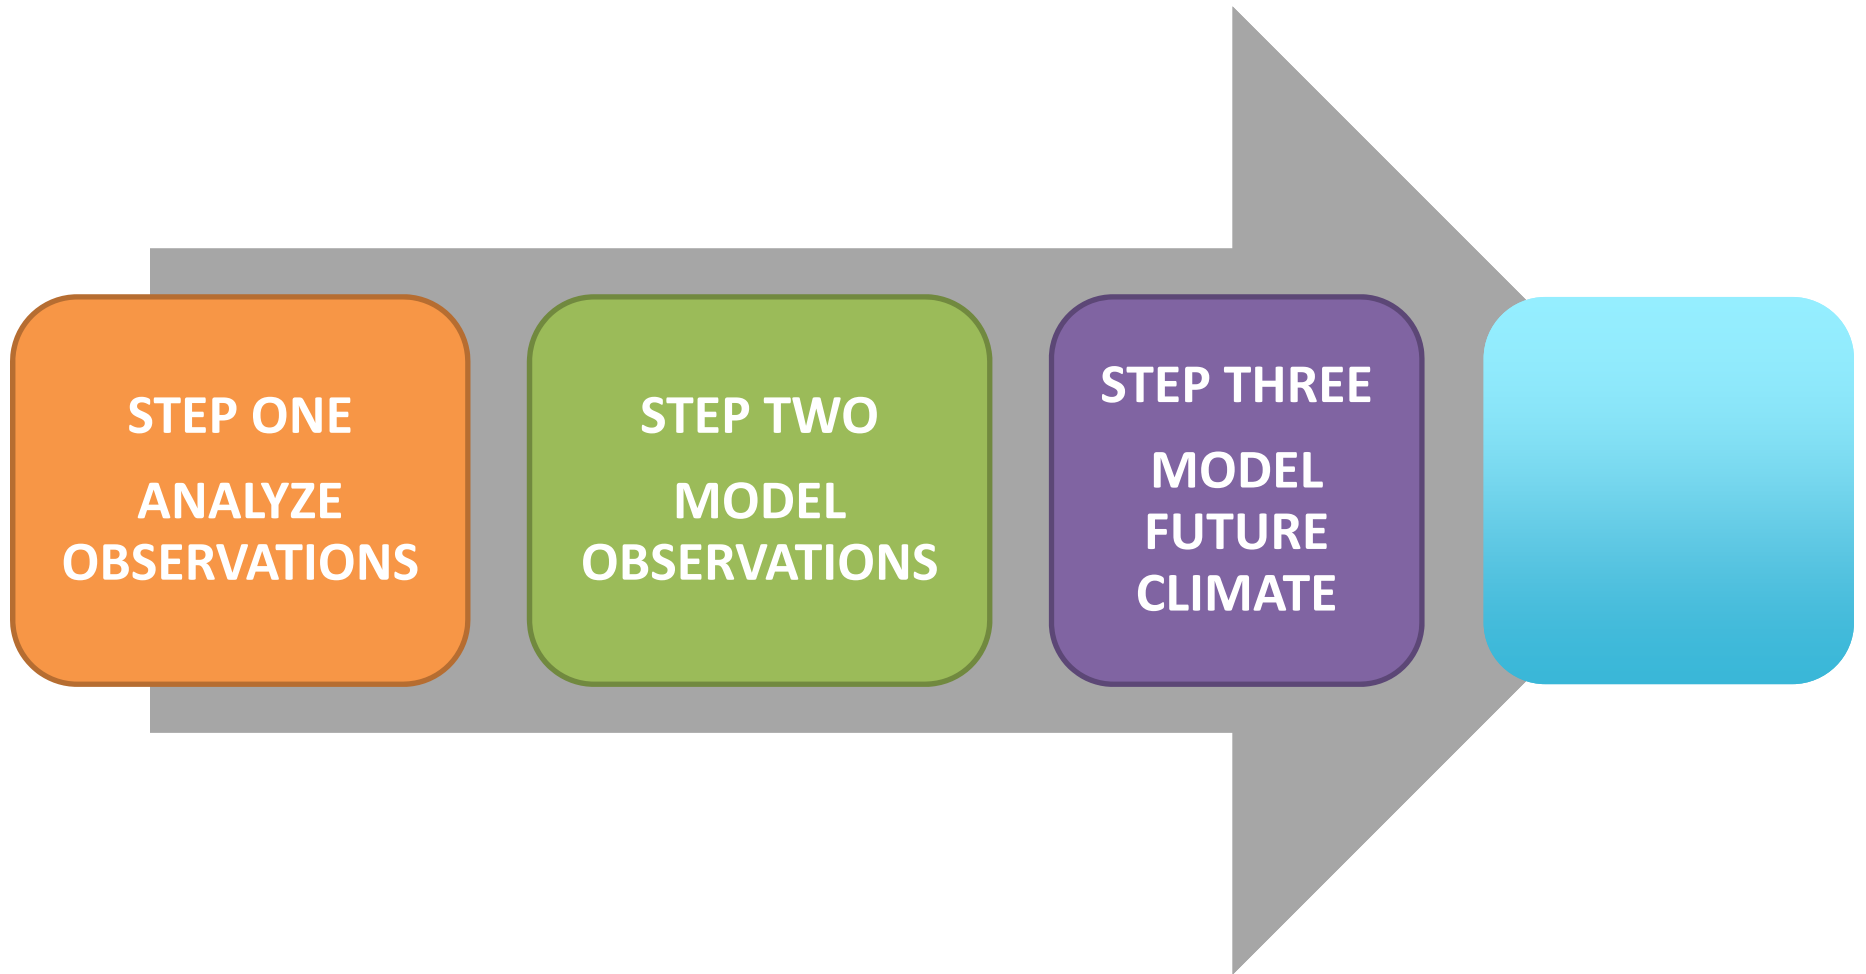 STEP ONE
ANALYZE
OBSERVATIONS
STEP TWO
MODEL
OBSERVATIONS
STEP THREE
MODEL
FUTURE
CLIMATE